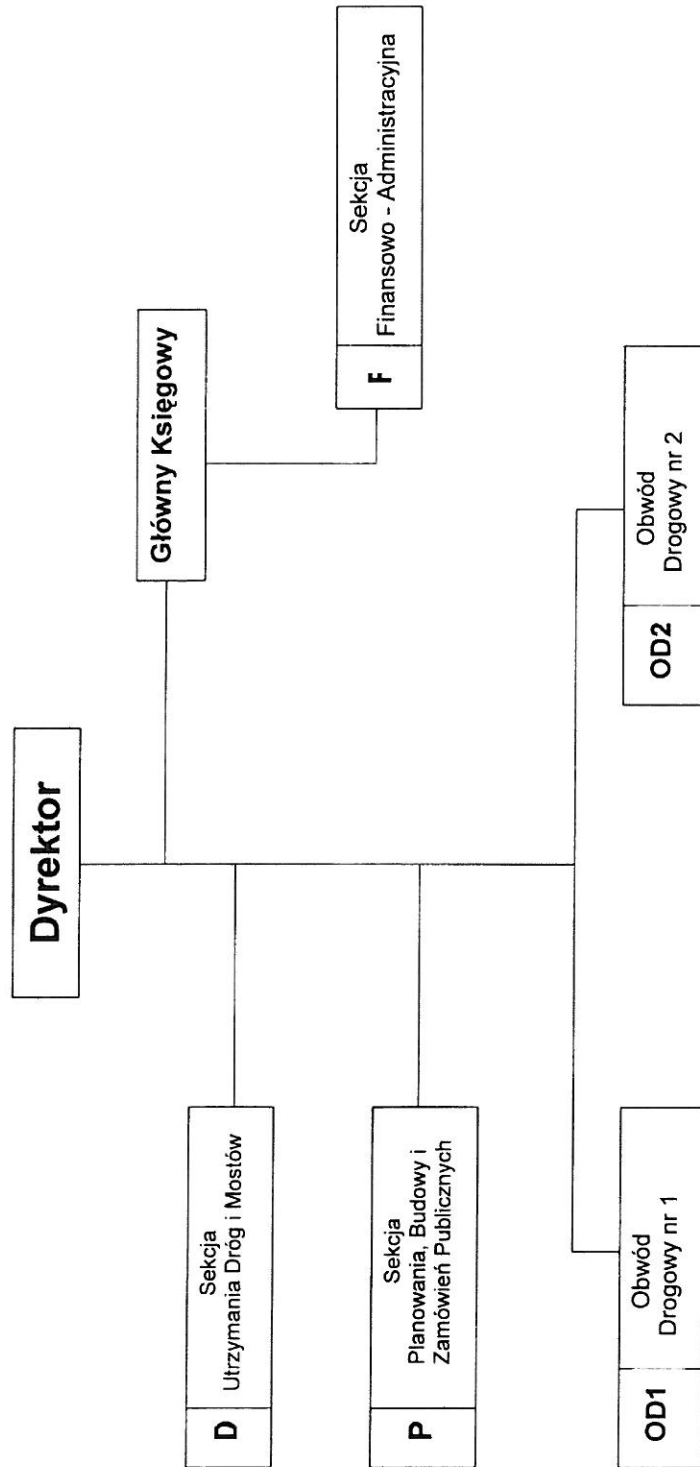 Dyrektor
Główny Księgowy
D
Sekcja
Utrzymania Dróg i Mostów
F
Sekcja
Finansowo - Administracyjna
P
Sekcja
Planowania, Budowy i
Zamówień Publicznych
OD1
Obwód
Drogowy nr 1
OD2
Obwód
Drogowy nr 2